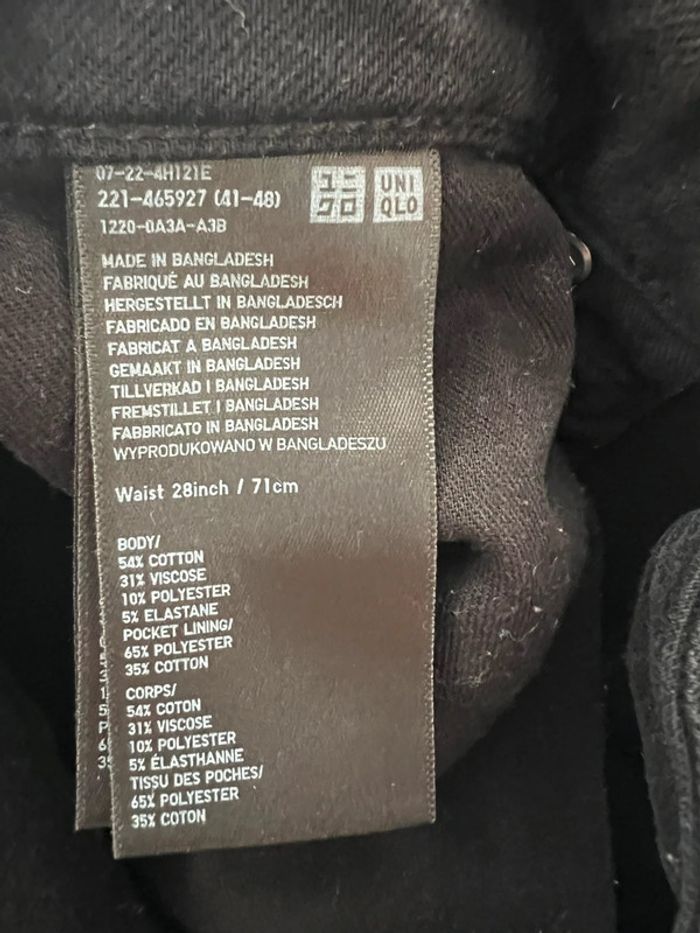 07-22-4H121E
221-465927 (41-48)
1220-0A3A-A3B
UNI
QLO
MADE IN BANGLADESH
FABRIQUÉ AU BANGLADESH
HERGESTELLT IN BANGLADESCH
FABRICADO EN BANGLADESH
FABRICAT A BANGLADESH
GEMAAKT IN BANGLADESH
TILLVERKAD I BANGLADESH
FREMSTILLET I BANGLADESH
FABBRICATO IN BANGLADESH
WYPRODUKOWANO W BANGLADESZU
Waist 28inch / 71cm
BODY/
54% COTTON
31% VISCOSE
10% POLYESTER
5% ELASTANE
POCKET LINING/
65% POLYESTER
35% COTTON
CORPS/
54% COTON
31% VISCOSE
10% POLYESTER
5% ÉLASTHANNE
TISSU DES POCHES/
65% POLYESTER
35% COTON